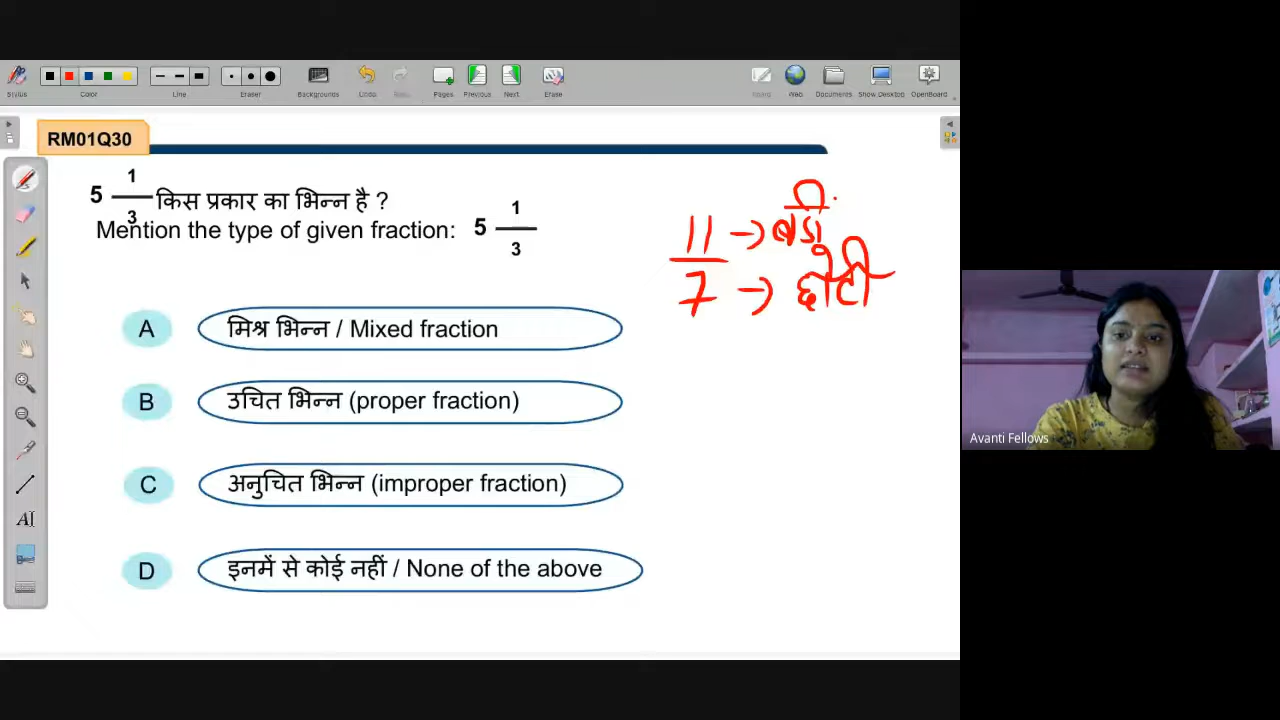 Stylus
Color
Line
Eraser
Backgrounds
Undo
Pages
Previous
Next
Erase
Board
Web
Documents
Show Desktop
OpenBoard
RM01Q30
5 1/3 किस प्रकार का भिन्न है ?
Mention the type of given fraction: 5 1/3
11 → बड़ी
7 → छोटी
A मिश्र भिन्न / Mixed fraction
B उचित भिन्न (proper fraction)
C अनुचित भिन्न (improper fraction)
D इनमें से कोई नहीं / None of the above
AI
Avanti Fellows